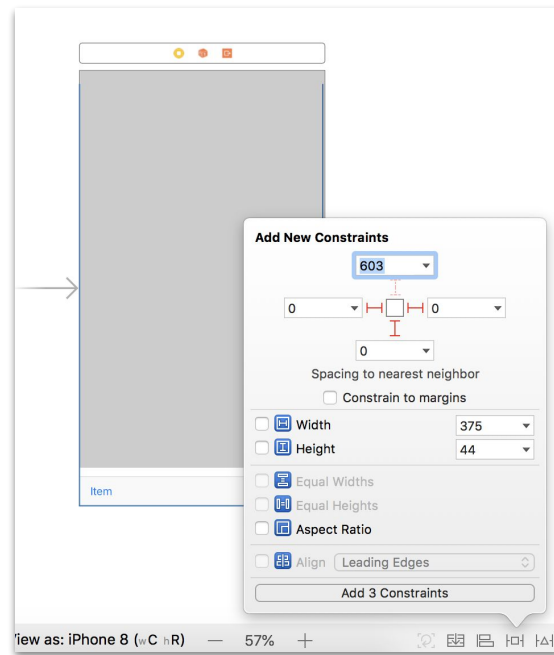 Add New Constraints
603
0 0
0
Spacing to nearest neighbor
Constrain to margins
Width 375
Height 44
Equal Widths
Equal Heights
Aspect Ratio
Align Leading Edges
Add 3 Constraints
Item
iew as: iPhone 8 (wC hR) — 57% +